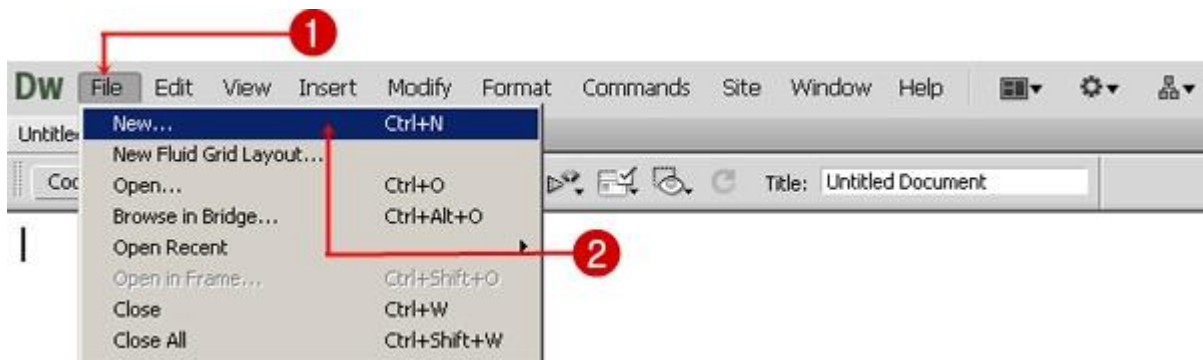 1
Dw File Edit View Insert Modify Format Commands Site Window Help
New... Ctrl+N
New Fluid Grid Layout...
Title: Untitled Document
Open... Ctrl+O
Browse in Bridge... Ctrl+Alt+O
Open Recent
2
Open in Frame... Ctrl+Shift+O
Close Ctrl+W
Close All Ctrl+Shift+W